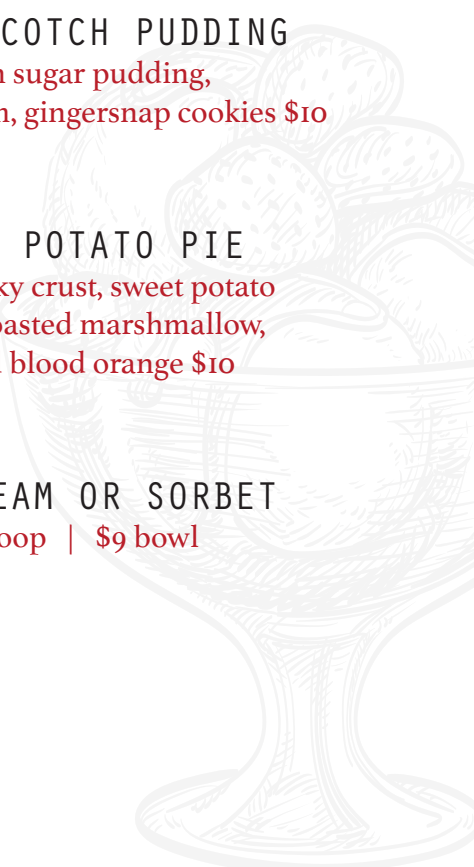 COTCH PUDDING
n sugar pudding,
n, gingersnap cookies $10
POTATO PIE
ky crust, sweet potato
oasted marshmallow,
blood orange $10
EAM OR SORBET
oop | $9 bowl